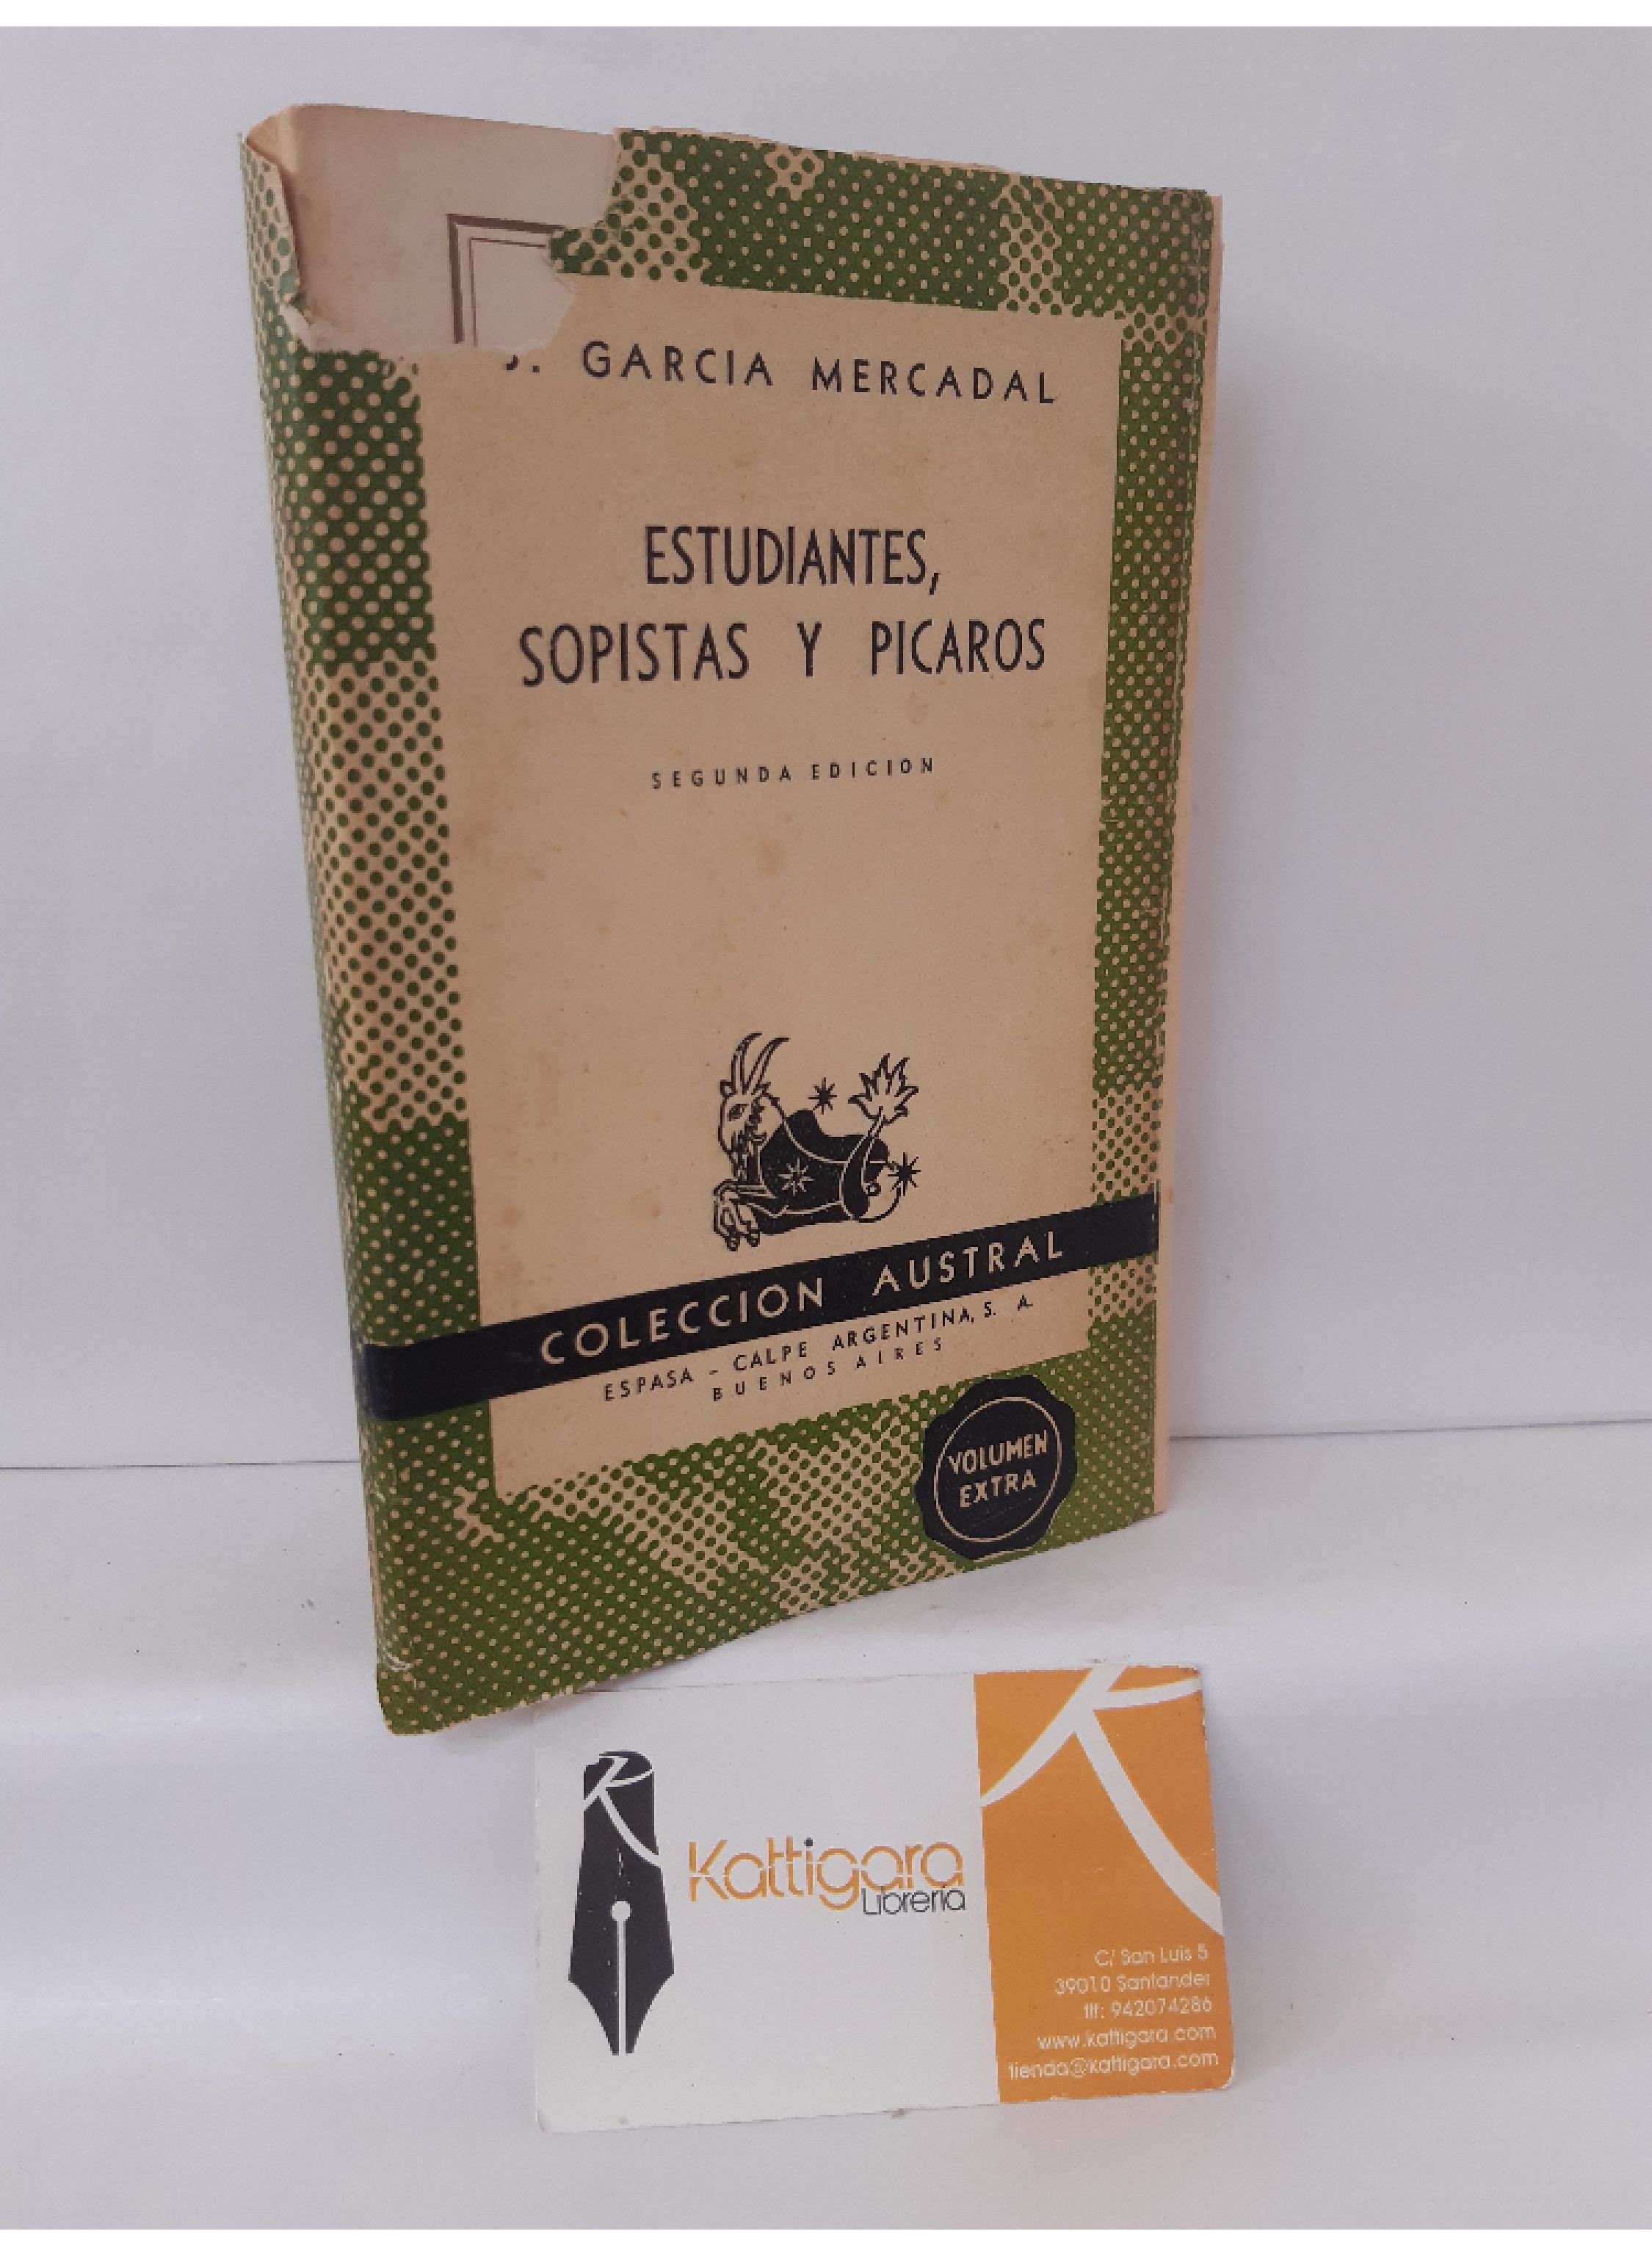 J. GARCIA MERCADAL
ESTUDIANTES,
SOPISTAS Y PICAROS
SEGUNDA EDICION
COLECCION AUSTRAL
ESPASA - CALPE ARGENTINA, S. A.
BUENOS AIRES
VOLUMEN
EXTRA
K
K
Kattigara
Librería
C/ San Luis 5
39010 Santander
tlf: 942074286
www.kattigara.com
tienda@kattigara.com